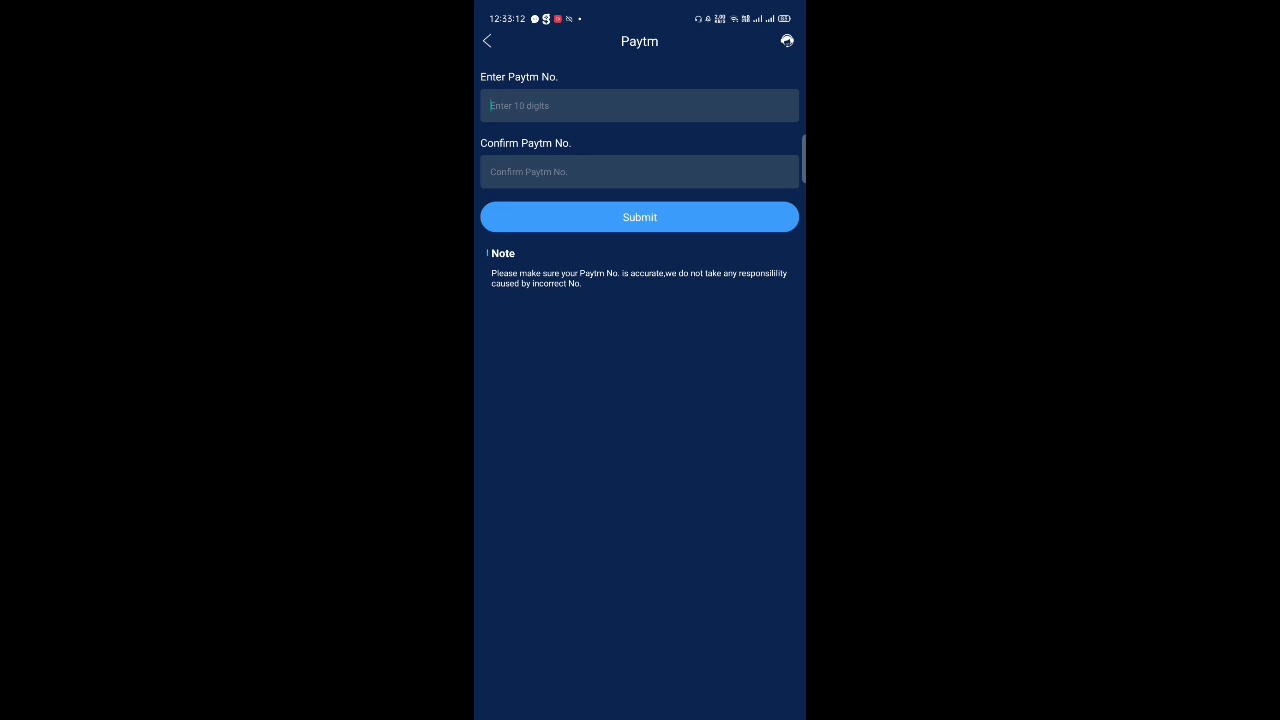 12:33:12
Paytm
Enter Paytm No.
Enter 10 digits
Confirm Paytm No.
Confirm Paytm No.
Submit
Note
Please make sure your Paytm No. is accurate,we do not take any responsilility
caused by incorrect No.